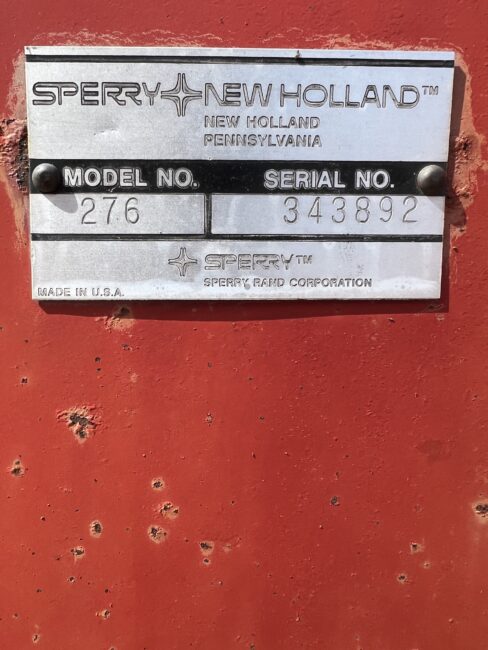 SPERRY NEW HOLLAND™
NEW HOLLAND
PENNSYLVANIA
MODEL NO. SERIAL NO.
276 343892
SPERRY™
SPERRY RAND CORPORATION
MADE IN U.S.A.